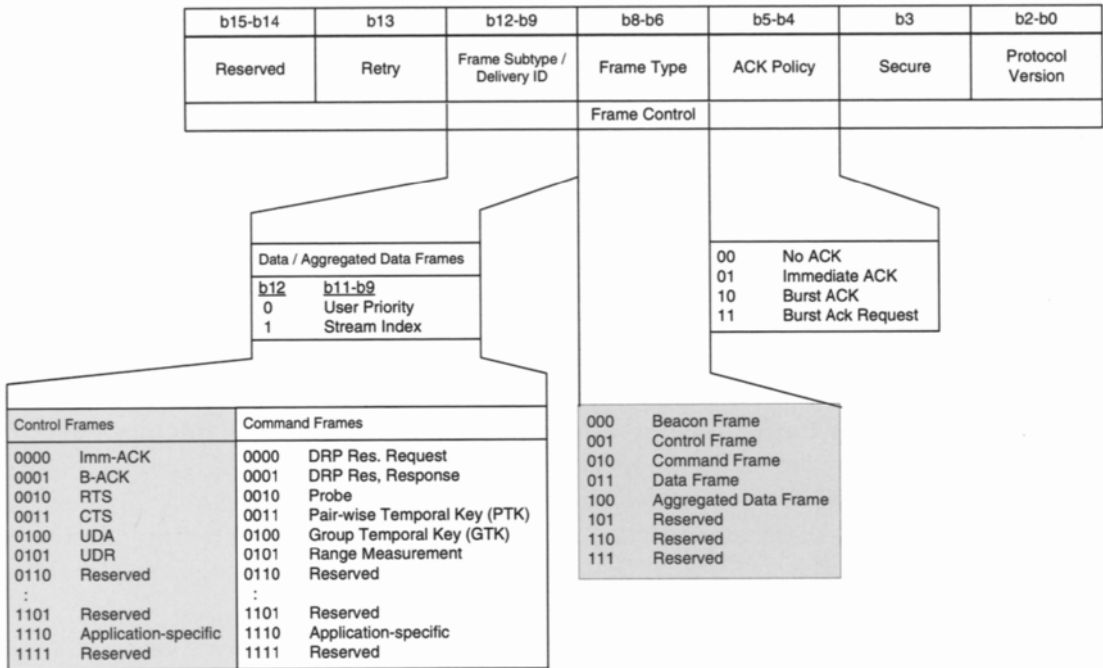 b15-b14 b13 b12-b9 b8-b6 b5-b4 b3 b2-b0
Reserved Retry Frame Subtype / Delivery ID Frame Type ACK Policy Secure Protocol Version
Frame Control
Data / Aggregated Data Frames
b12 b11-b9
0 User Priority
1 Stream Index
00 No ACK
01 Immediate ACK
10 Burst ACK
11 Burst Ack Request
Control Frames
0000 Imm-ACK
0001 B-ACK
0010 RTS
0011 CTS
0100 UDA
0101 UDR
0110 Reserved
:
1101 Reserved
1110 Application-specific
1111 Reserved
Command Frames
0000 DRP Res. Request
0001 DRP Res, Response
0010 Probe
0011 Pair-wise Temporal Key (PTK)
0100 Group Temporal Key (GTK)
0101 Range Measurement
0110 Reserved
:
1101 Reserved
1110 Application-specific
1111 Reserved
000 Beacon Frame
001 Control Frame
010 Command Frame
011 Data Frame
100 Aggregated Data Frame
101 Reserved
110 Reserved
111 Reserved